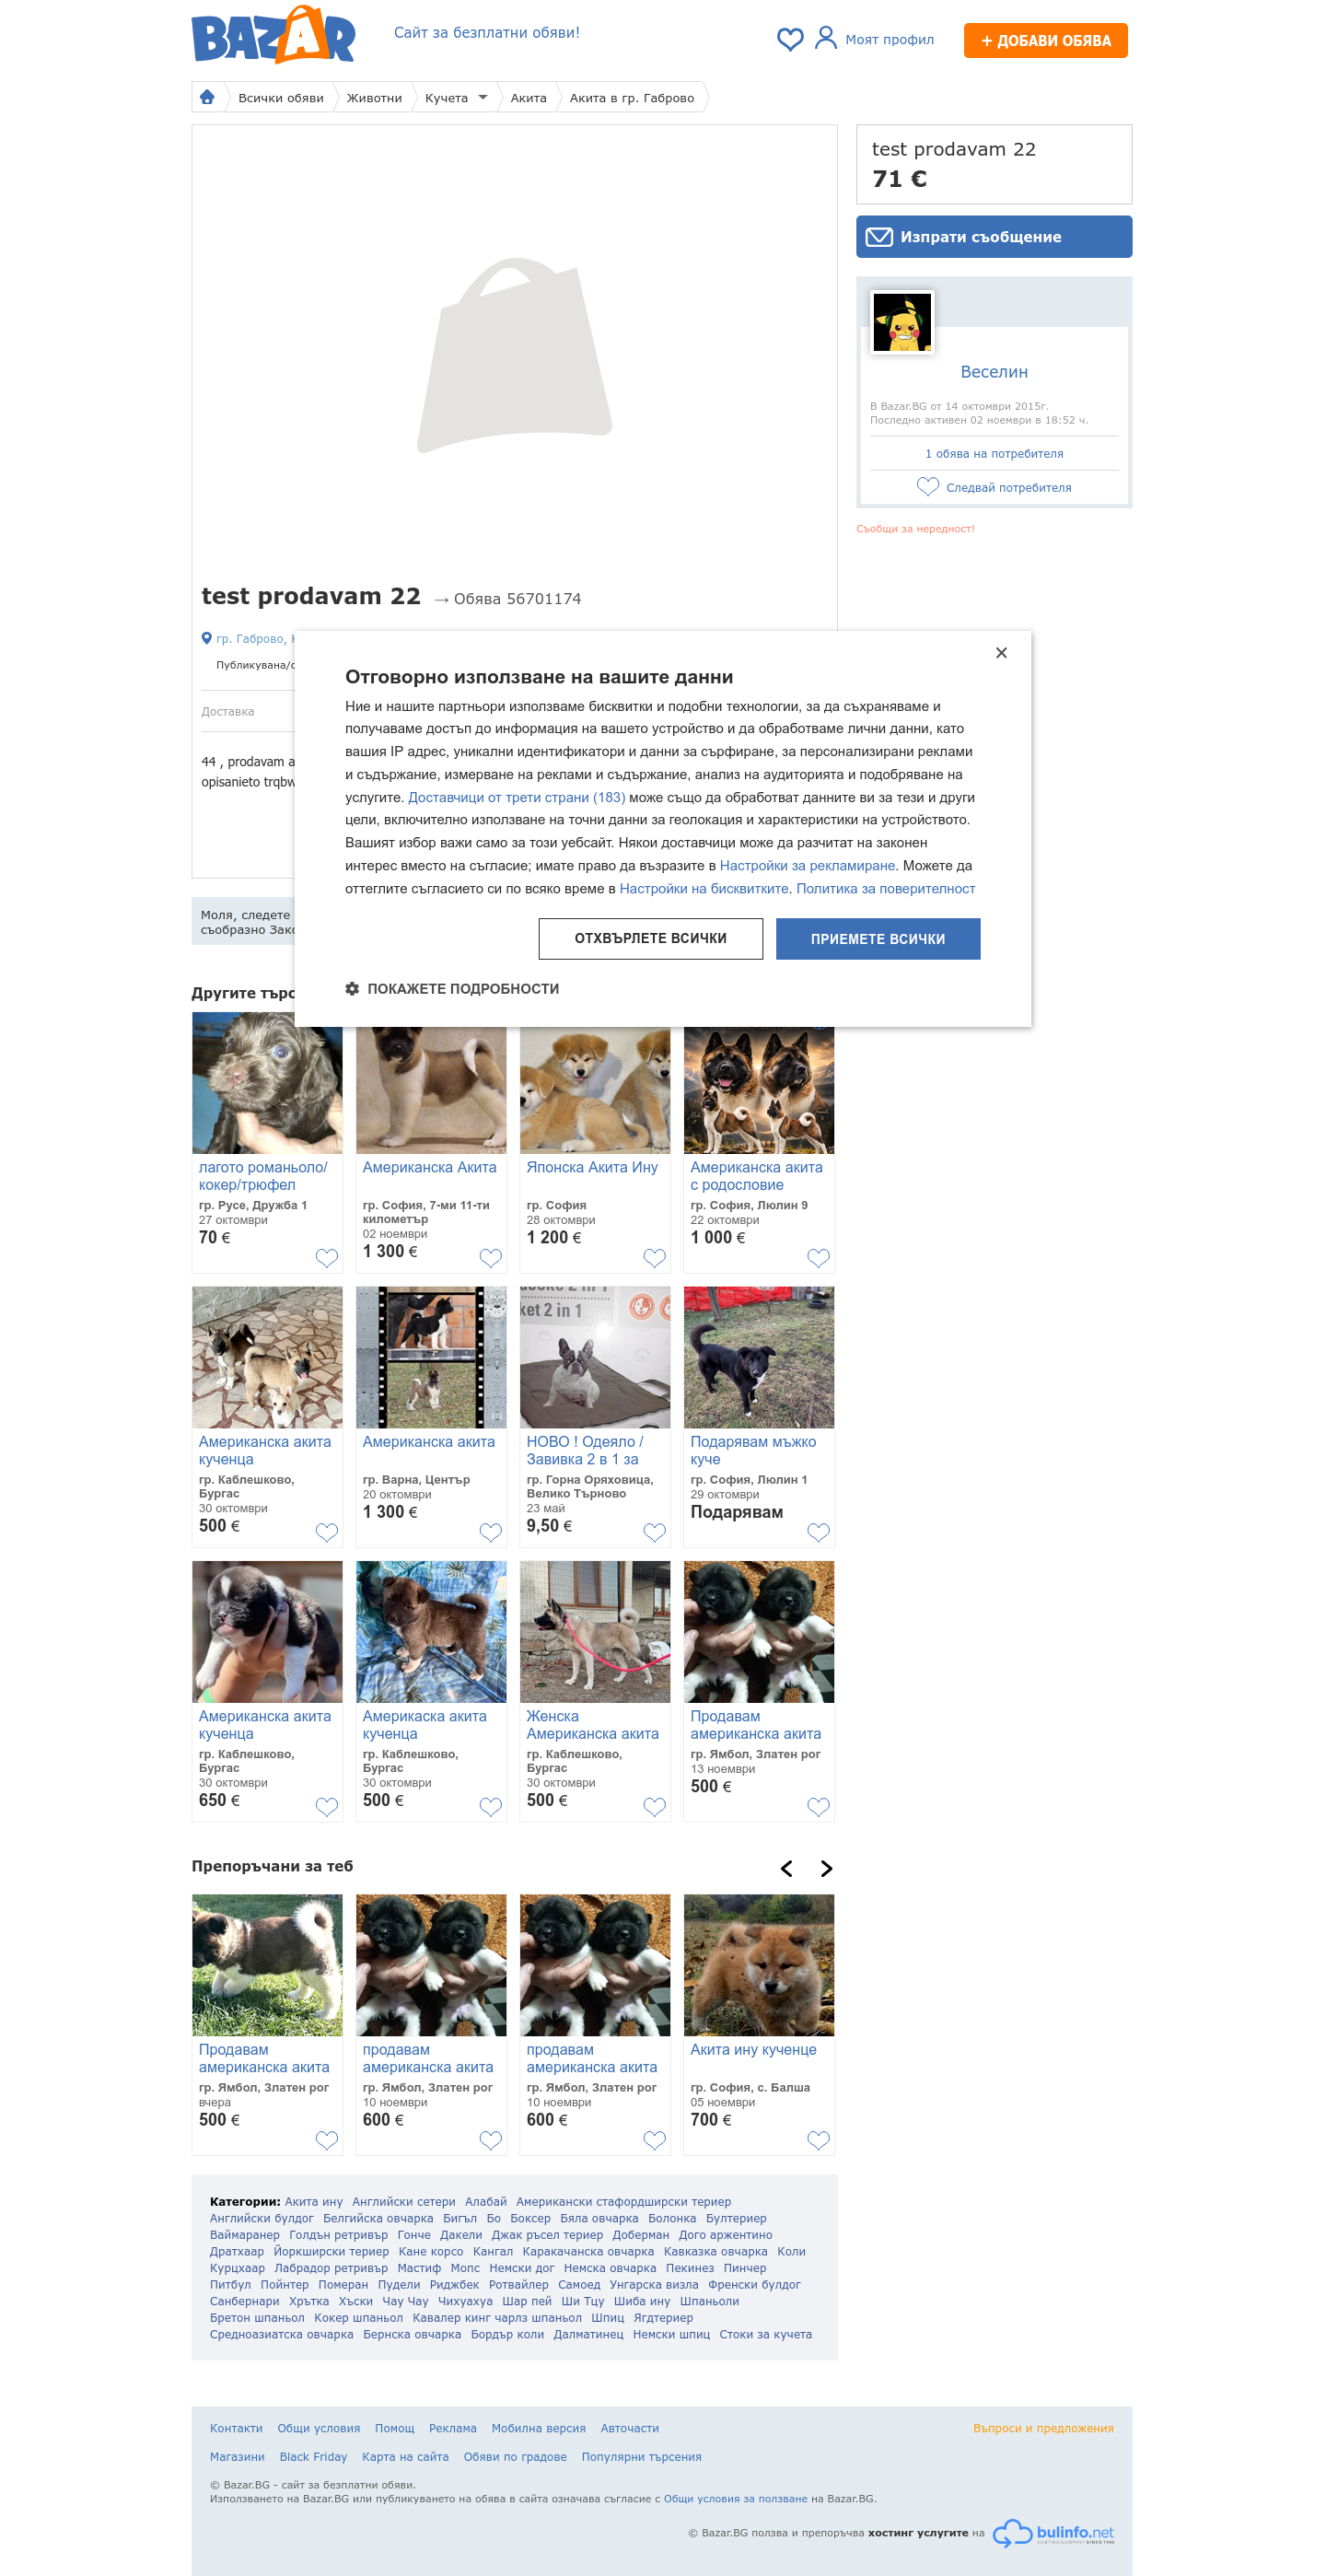 BAZAR
Сайт за безплатни обяви!
Моят профил
+ ДОБАВИ ОБЯВА
Всички обяви
Животни
Кучета
Акита
Акита в гр. Габрово
test prodavam 22
71 €
Изпрати съобщение
Веселин
В Bazar.BG от 14 октомври 2015г.
Последно активен 02 ноември в 18:52 ч.
1 обява на потребителя
Следвай потребителя
Съобщи за нередност!
test prodavam 22 → Обява 56701174
гр. Габрово,
Публикувана/
Доставка
44 , prodavam
opisanieto
Моля, следете
съобразно
×
Отговорно използване на вашите данни
Ние и нашите партньори използваме бисквитки и подобни технологии, за да съхраняваме и
получаваме достъп до информация на вашето устройство и да обработваме лични данни, като
вашия IP адрес, уникални идентификатори и данни за сърфиране, за персонализирани реклами
и съдържание, измерване на реклами и съдържание, анализ на аудиторията и подобряване на
услугите. Доставчици от трети страни (183) може също да обработват данните ви за тези и други
цели, включително използване на точни данни за геолокация и характеристики на устройството.
Вашият избор важи само за този уебсайт. Някои доставчици може да разчитат на законен
интерес вместо на съгласие; имате право да възразите в Настройки за рекламиране. Можете да
оттеглите съгласието си по всяко време в Настройки на бисквитките. Политика за поверителност
ОТХВЪРЛЕТЕ ВСИЧКИ
ПРИЕМЕТЕ ВСИЧКИ
ПОКАЖЕТЕ ПОДРОБНОСТИ
Другите
лагото романьоло/
кокер/трюфел
гр. Русе, Дружба 1
27 октомври
70 €
Американска Акита
гр. София, 7-ми 11-ти
километър
02 ноември
1 300 €
Японска Акита Ину
гр. София
28 октомври
1 200 €
Американска акита
с родословие
гр. София, Люлин 9
22 октомври
1 000 €
Американска акита
кученца
гр. Каблешково,
Бургас
30 октомври
500 €
Американска акита
гр. Варна, Център
20 октомври
1 300 €
ket 2 in 1
НОВО ! Одеяло /
Завивка 2 в 1 за
гр. Горна Оряховица,
Велико Търново
23 май
9,50 €
Подарявам мъжко
куче
гр. София, Люлин 1
29 октомври
Подарявам
Американска акита
кученца
гр. Каблешково,
Бургас
30 октомври
650 €
Америкаска акита
кученца
гр. Каблешково,
Бургас
30 октомври
500 €
Женска
Американска акита
гр. Каблешково,
Бургас
30 октомври
500 €
Продавам
американска акита
гр. Ямбол, Златен рог
13 ноември
500 €
Препоръчани за теб
Продавам
американска акита
гр. Ямбол, Златен рог
вчера
500 €
продавам
американска акита
гр. Ямбол, Златен рог
10 ноември
600 €
продавам
американска акита
гр. Ямбол, Златен рог
10 ноември
600 €
Акита ину кученце
гр. София, с. Балша
05 ноември
700 €
Категории: Акита ину Английски сетери Алабай Американски стафордширски териер
Английски булдог Белгийска овчарка Бигъл Бо Боксер Бяла овчарка Болонка Бултериер
Ваймаранер Голдън ретривър Гонче Дакели Джак ръсел териер Доберман Дого аржентино
Дратхаар Йоркширски териер Кане корсо Кангал Каракачанска овчарка Кавказка овчарка Коли
Курцхаар Лабрадор ретривър Мастиф Мопс Немски дог Немска овчарка Пекинез Пинчер
Питбул Пойнтер Померан Пудели Риджбек Ротвайлер Самоед Унгарска визла Френски булдог
Санбернари Хрътка Хъски Чау Чау Чихуахуа Шар пей Ши Тцу Шиба ину Шпаньоли
Бретон шпаньол Кокер шпаньол Кавалер кинг чарлз шпаньол Шпиц Ягдтериер
Средноазиатска овчарка Бернска овчарка Бордър коли Далматинец Немски шпиц Стоки за кучета
Контакти Общи условия Помощ Реклама Мобилна версия Авточасти
Въпроси и предложения
Магазини Black Friday Карта на сайта Обяви по градове Популярни търсения
© Bazar.BG - сайт за безплатни обяви.
Използването на Bazar.BG или публикуването на обява в сайта означава съгласие с Общи условия за ползване на Bazar.BG.
© Bazar.BG ползва и препоръчва хостинг услугите на
bulinfo.net
HOSTING COMPANY SINCE 1998